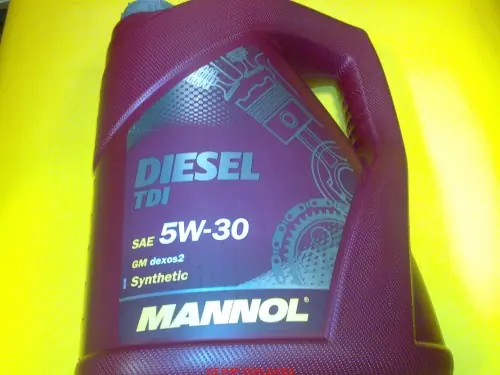 DIESEL
TDI
SAE 5W-30
GM dexos2
Synthetic
MANNOL®